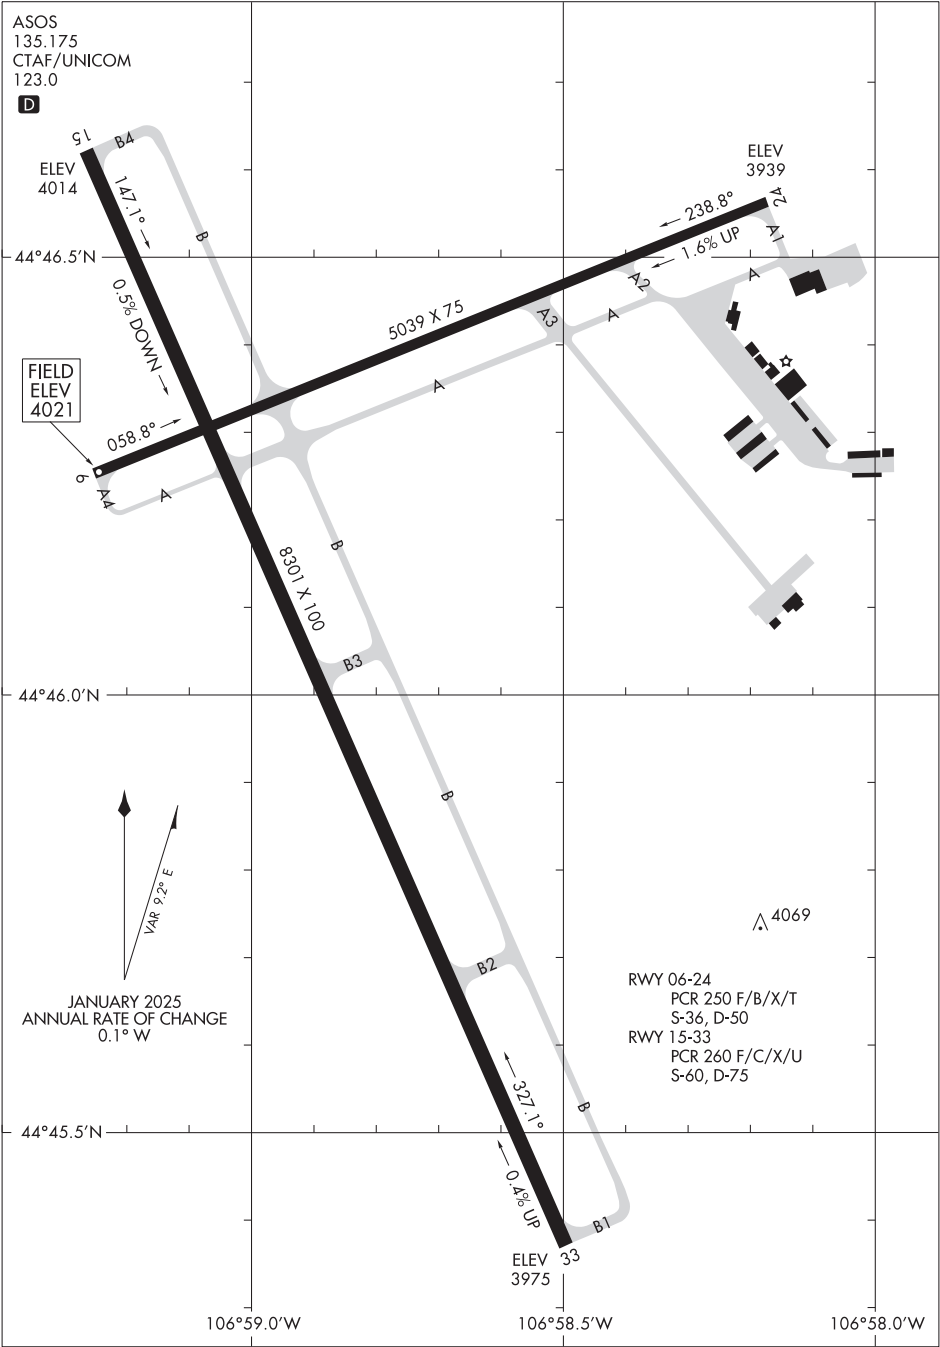 ASOS
135.175
CTAF/UNICOM
123.0
D
15
B4
ELEV
4014
147.1°
B
ELEV
3939
24
238.8°
1.6% UP
A1
44°46.5'N
A2
A
0.5% DOWN
5039 X 75
A3
A
FIELD
ELEV
4021
A
058.8°
6
A4
A
8301 X 100
B
B3
44°46.0'N
B
VAR 9.2° E
4069
B2
RWY 06-24
PCR 250 F/B/X/T
S-36, D-50
RWY 15-33
PCR 260 F/C/X/U
S-60, D-75
JANUARY 2025
ANNUAL RATE OF CHANGE
0.1° W
327.1°
B
44°45.5'N
0.4% UP
B1
ELEV
3975
33
106°59.0'W
106°58.5'W
106°58.0'W